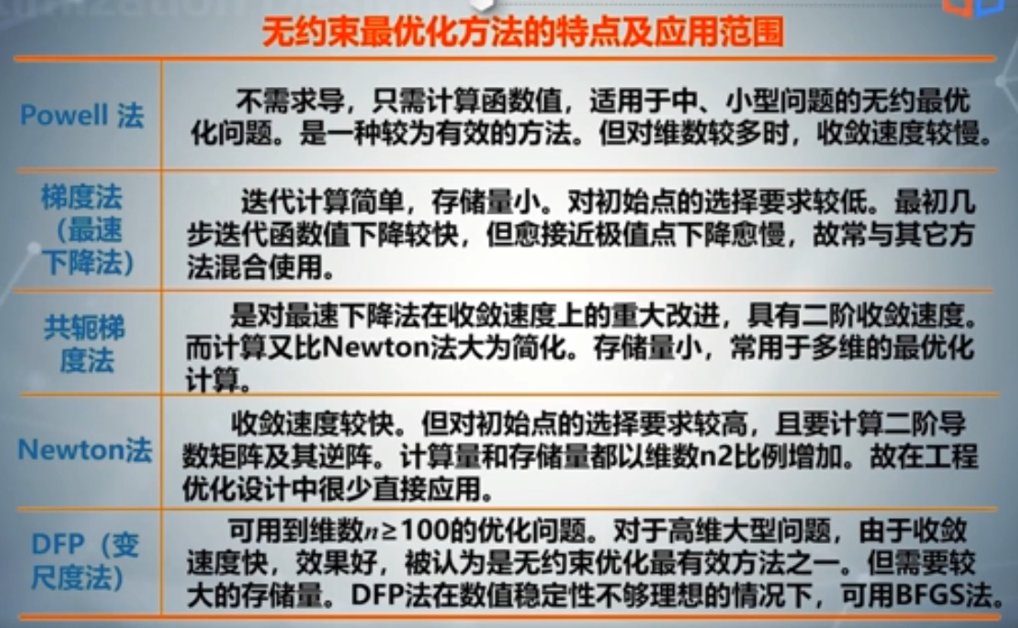 无约束最优化方法的特点及应用范围
Powell 法
不需求导，只需计算函数值，适用于中、小型问题的无约最优
化问题。是一种较为有效的方法。但对维数较多时，收敛速度较慢。
梯度法
（最速
下降法）
迭代计算简单，存储量小。对初始点的选择要求较低。最初几
步迭代函数值下降较快，但愈接近极值点下降愈慢，故常与其它方
法混合使用。
共轭梯
度法
是对最速下降法在收敛速度上的重大改进，具有二阶收敛速度。
而计算又比Newton法大为简化。存储量小，常用于多维的最优化
计算。
Newton法
收敛速度较快。但对初始点的选择要求较高，且要计算二阶导
数矩阵及其逆阵。计算量和存储量都以维数n2比例增加。故在工程
优化设计中很少直接应用。
DFP（变
尺度法）
可用到维数n≥100的优化问题。对于高维大型问题，由于收敛
速度快，效果好，被认为是无约束优化最有效方法之一。但需要较
大的存储量。DFP法在数值稳定性不够理想的情况下，可用BFGS法。